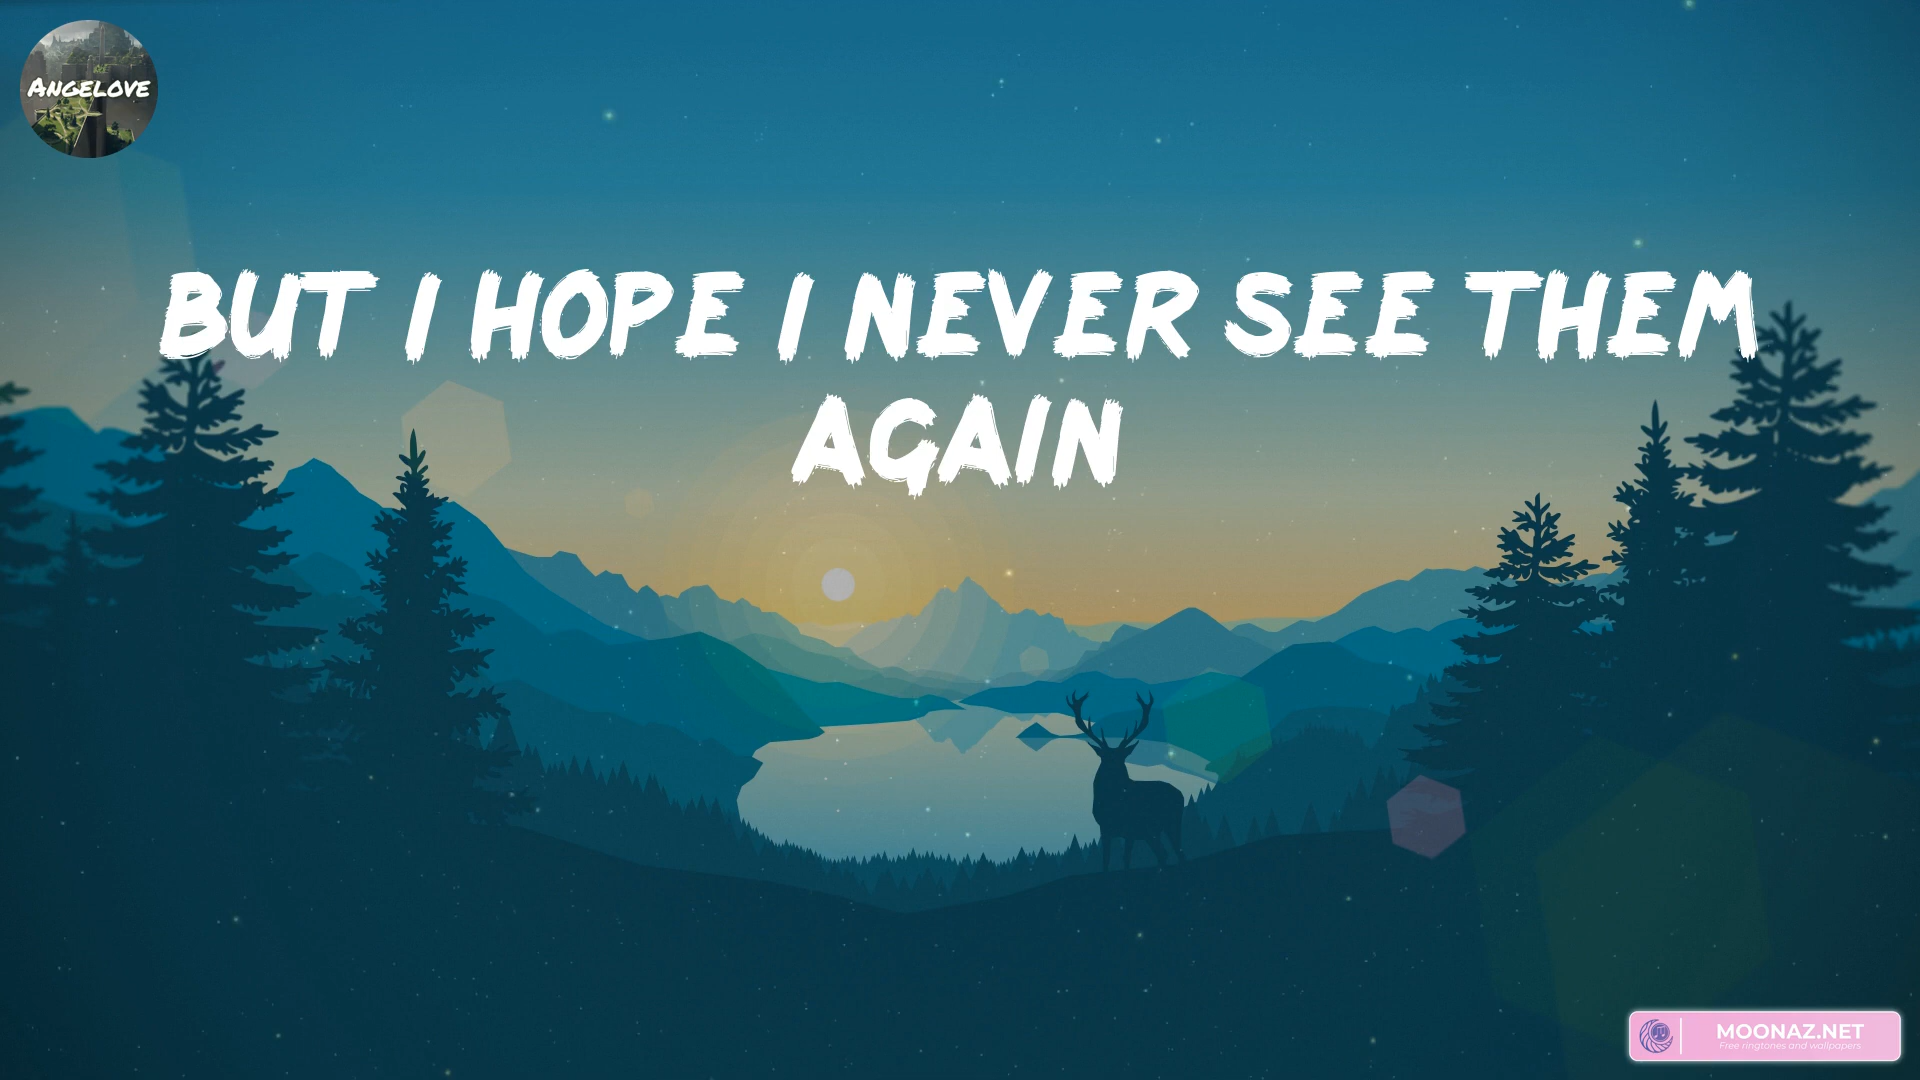 ANGELOVE
BUT I HOPE I NEVER SEE THEM
AGAIN
MOONAZ.NET
Free ringtones and wallpapers